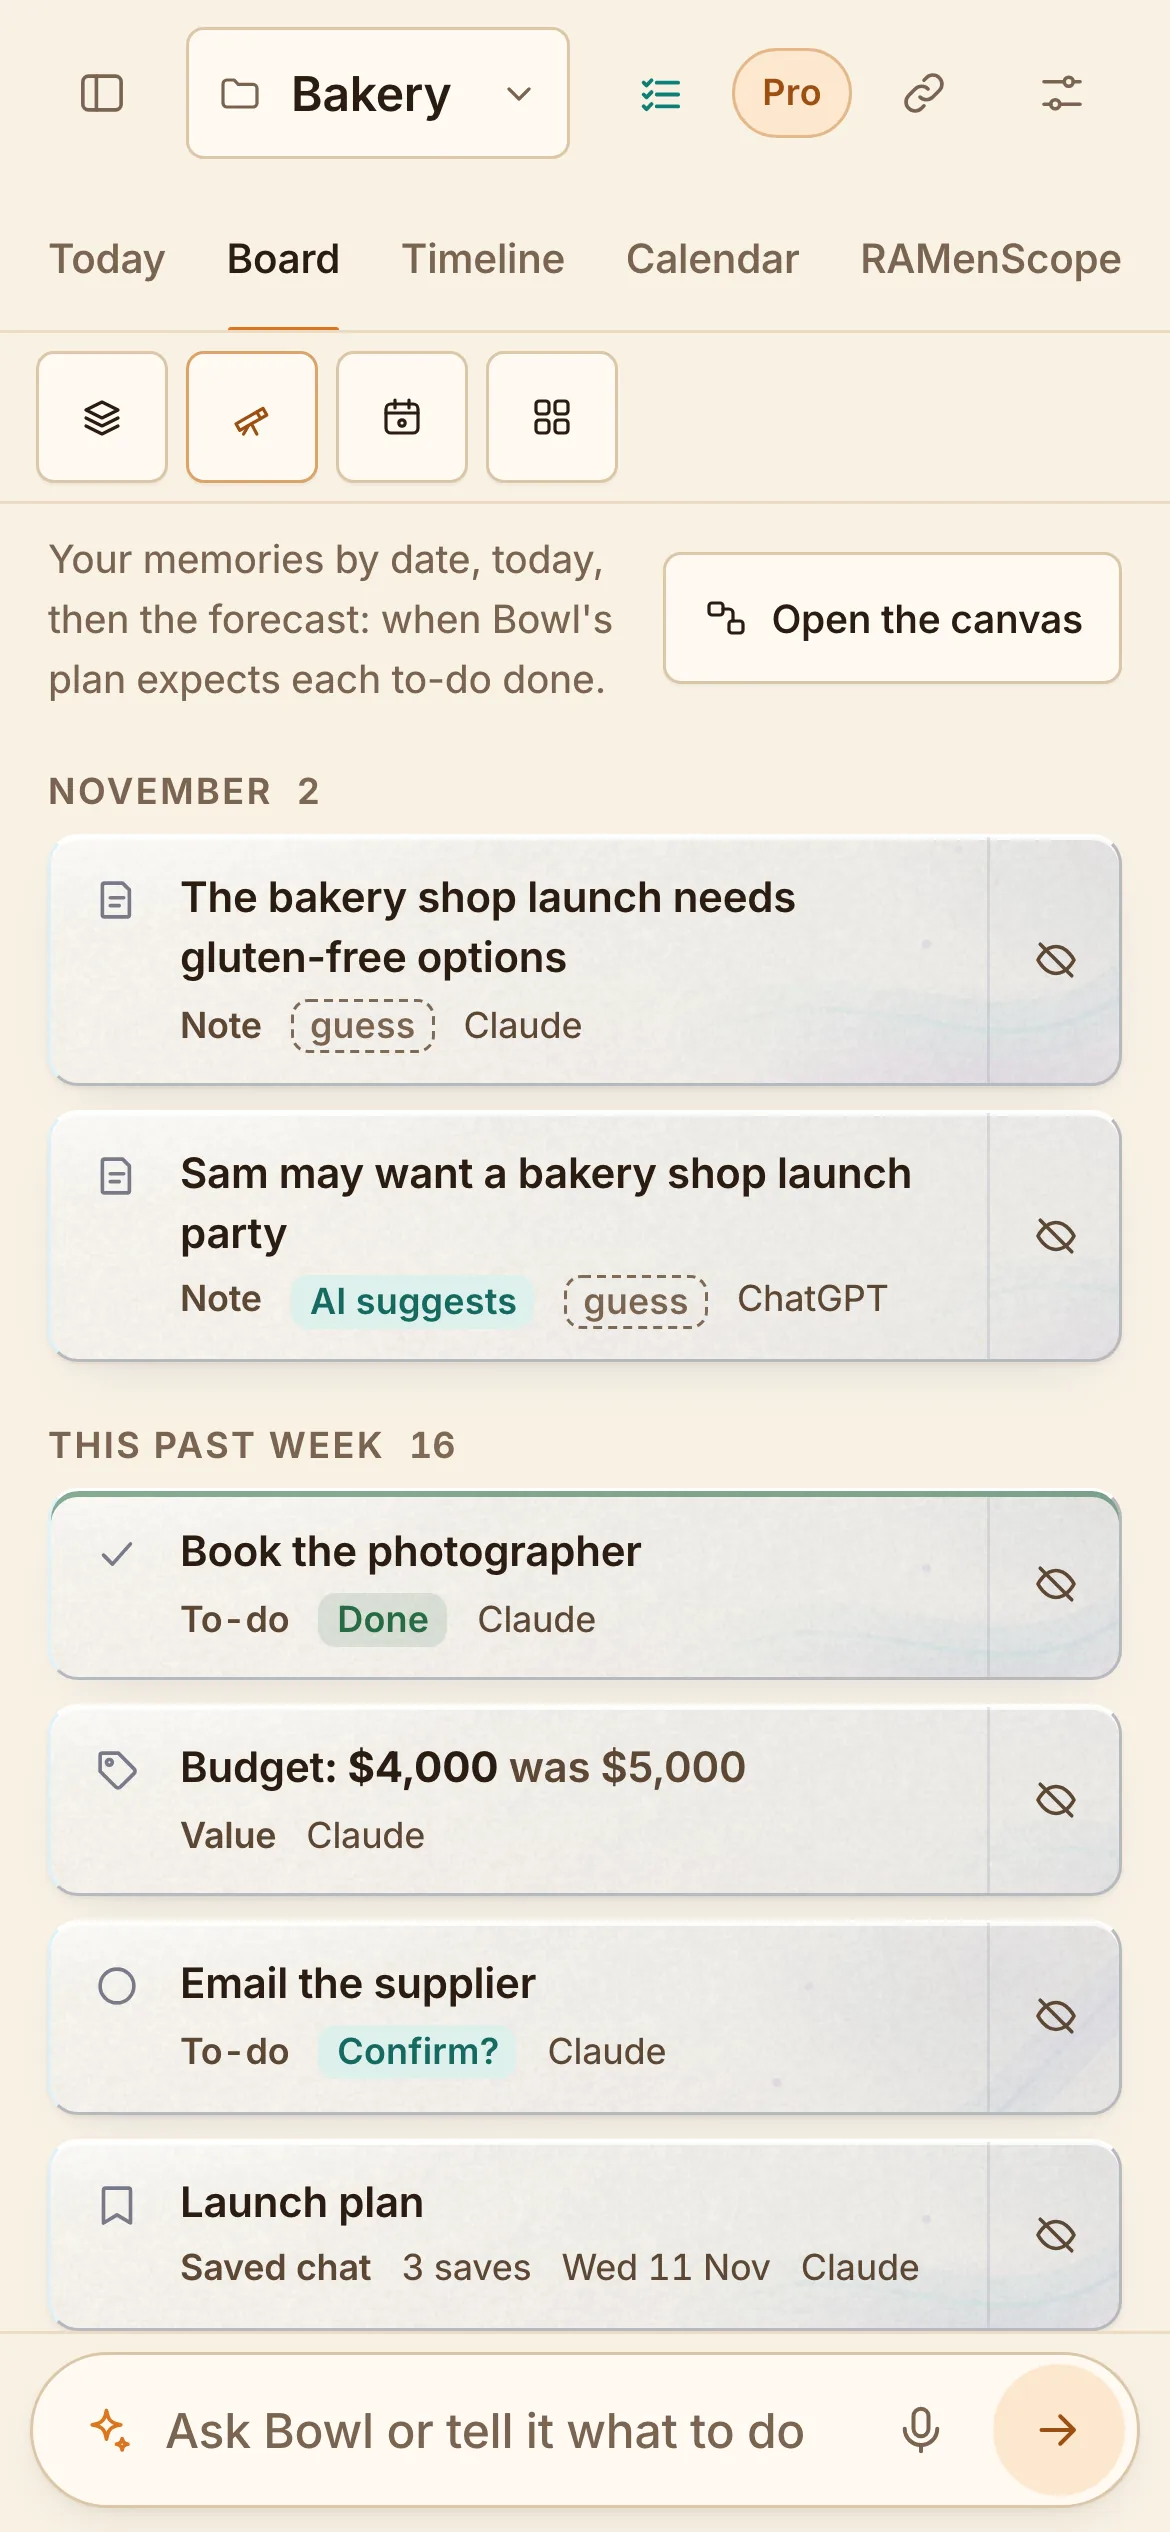 Bakery
Pro
Today Board Timeline Calendar RAMenScope
Your memories by date, today,
then the forecast: when Bowl's
plan expects each to-do done.
Open the canvas
NOVEMBER 2
The bakery shop launch needs
gluten-free options
Note guess Claude
Sam may want a bakery shop launch
party
Note AI suggests guess ChatGPT
THIS PAST WEEK 16
Book the photographer
To-do Done Claude
Budget: $4,000 was $5,000
Value Claude
Email the supplier
To-do Confirm? Claude
Launch plan
Saved chat 3 saves Wed 11 Nov Claude
Ask Bowl or tell it what to do